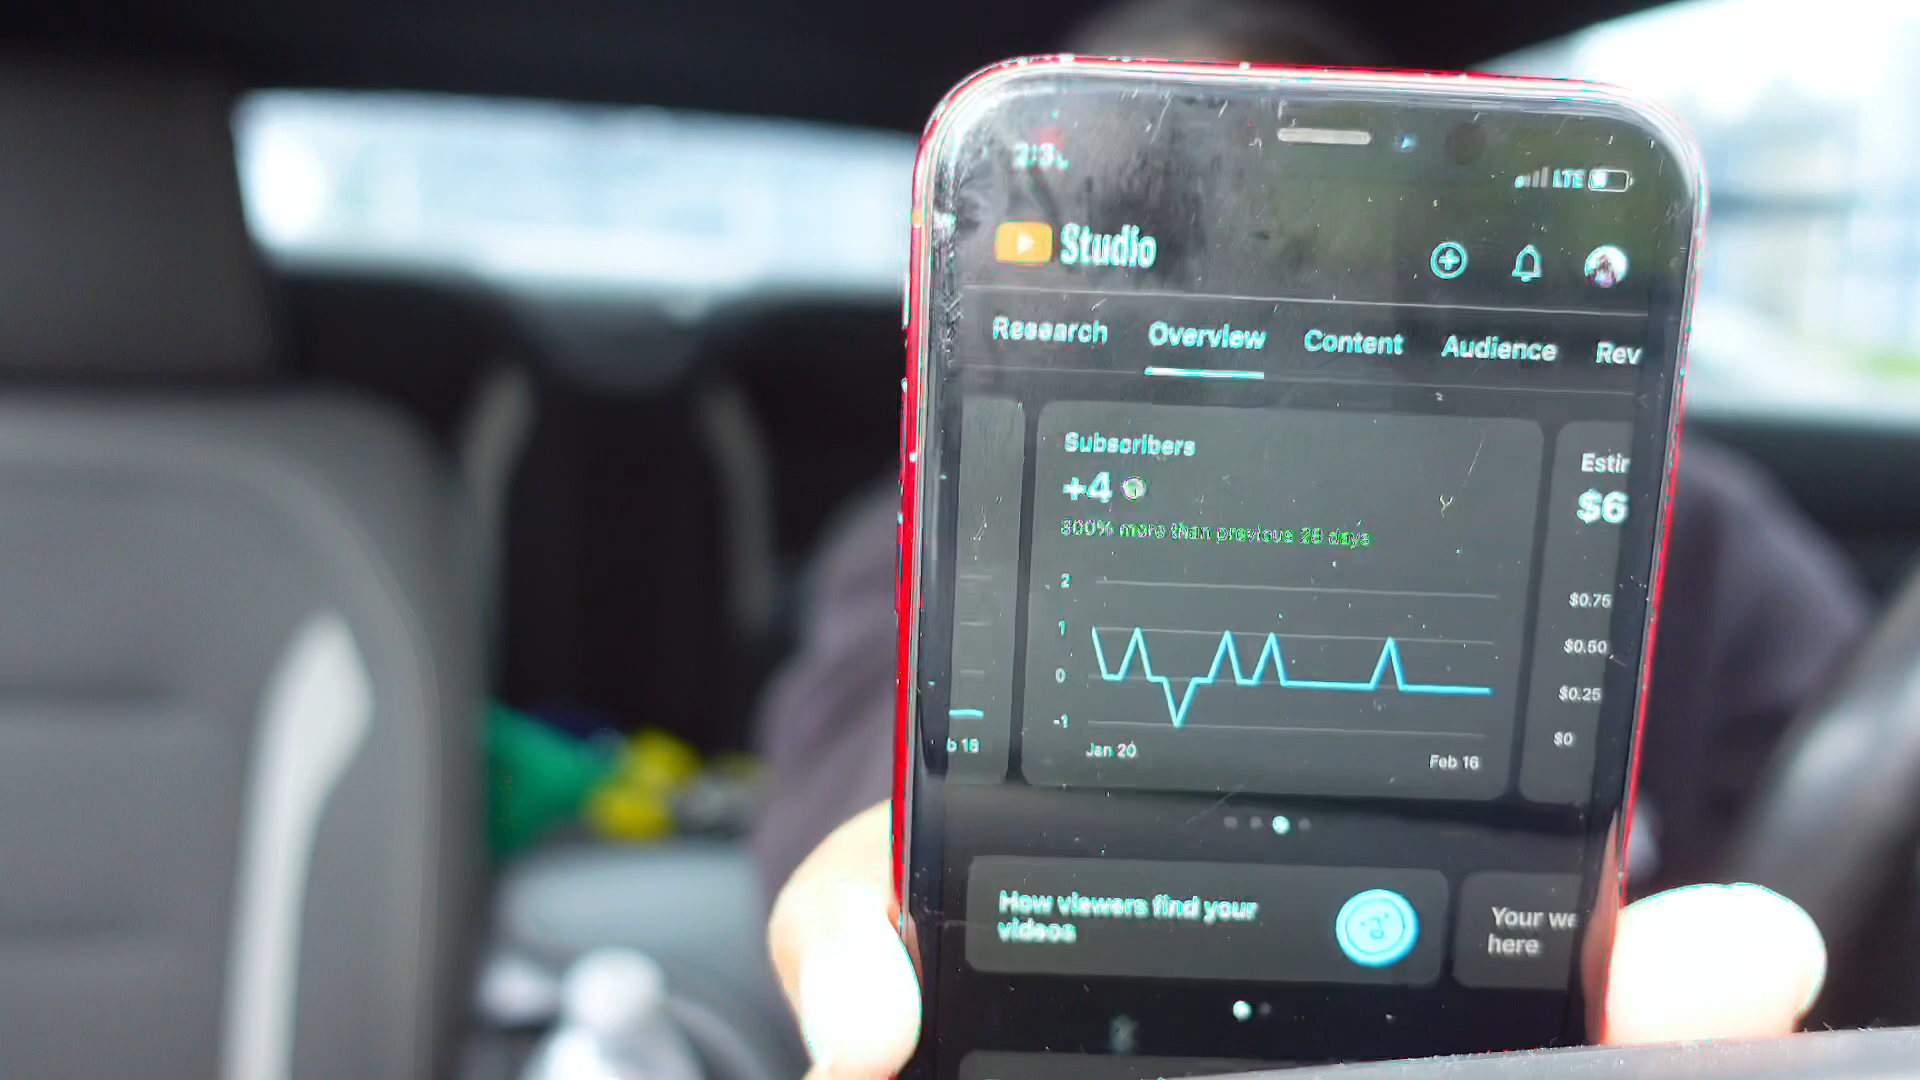 LTE
Studio
Research Overview Content Audience Rev
Subscribers
+4
300% more than previous 28 days
2
1
0
-1
Jan 20
Feb 16
b 18
Estir
$6
$0.75
$0.50
$0.25
$0
How viewers find your
videos
Your we
here